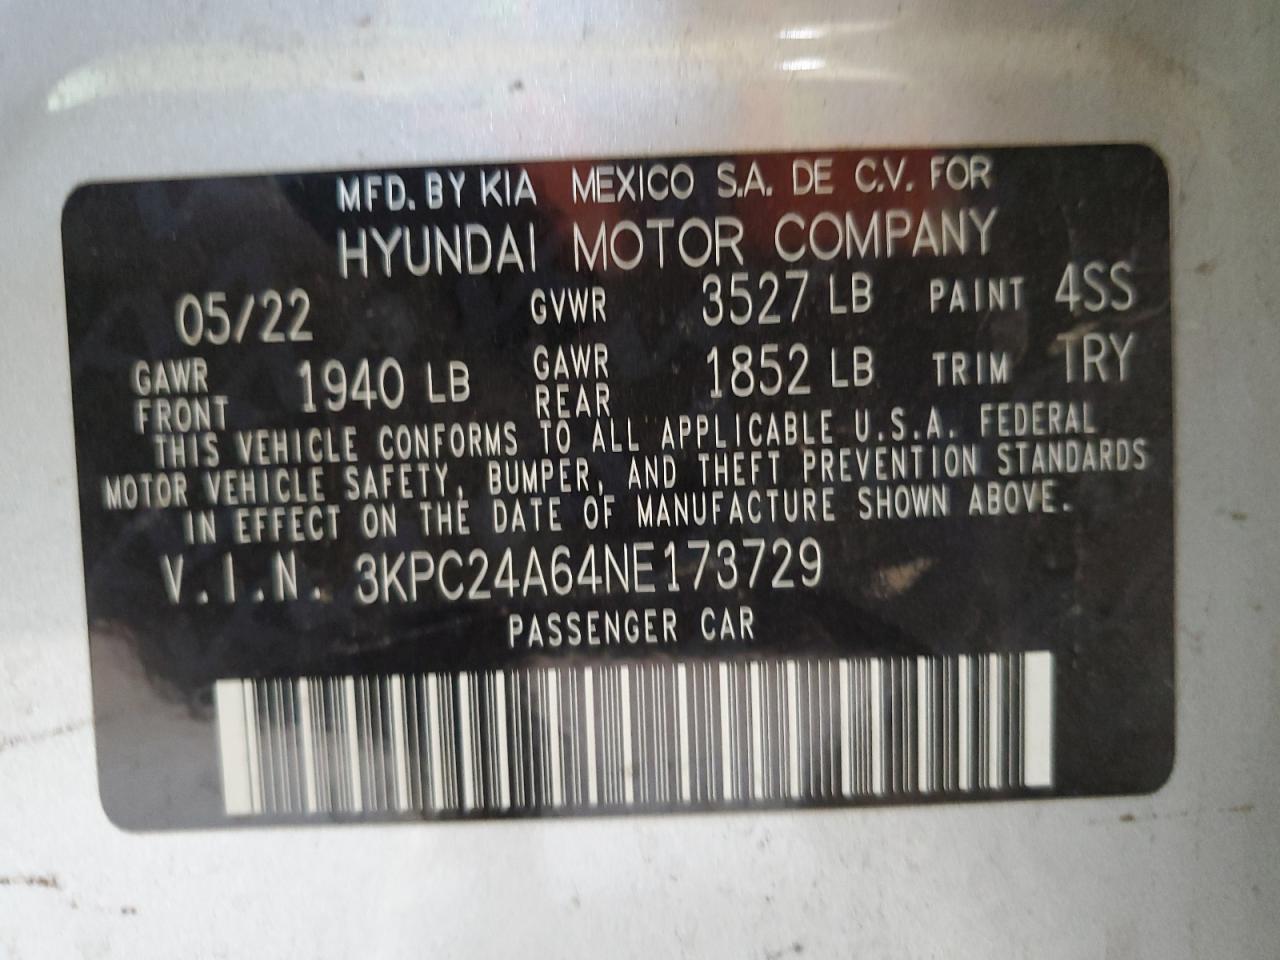 MFD. BY KIA MEXICO S.A. DE C.V. FOR
HYUNDAI MOTOR COMPANY
05/22 GVWR 3527 LB PAINT 4SS
GAWR FRONT 1940 LB GAWR REAR 1852 LB TRIM TRY
THIS VEHICLE CONFORMS TO ALL APPLICABLE U.S.A. FEDERAL
MOTOR VEHICLE SAFETY, BUMPER, AND THEFT PREVENTION STANDARDS
IN EFFECT ON THE DATE OF MANUFACTURE SHOWN ABOVE.
V.I.N. 3KPC24A64NE173729
PASSENGER CAR